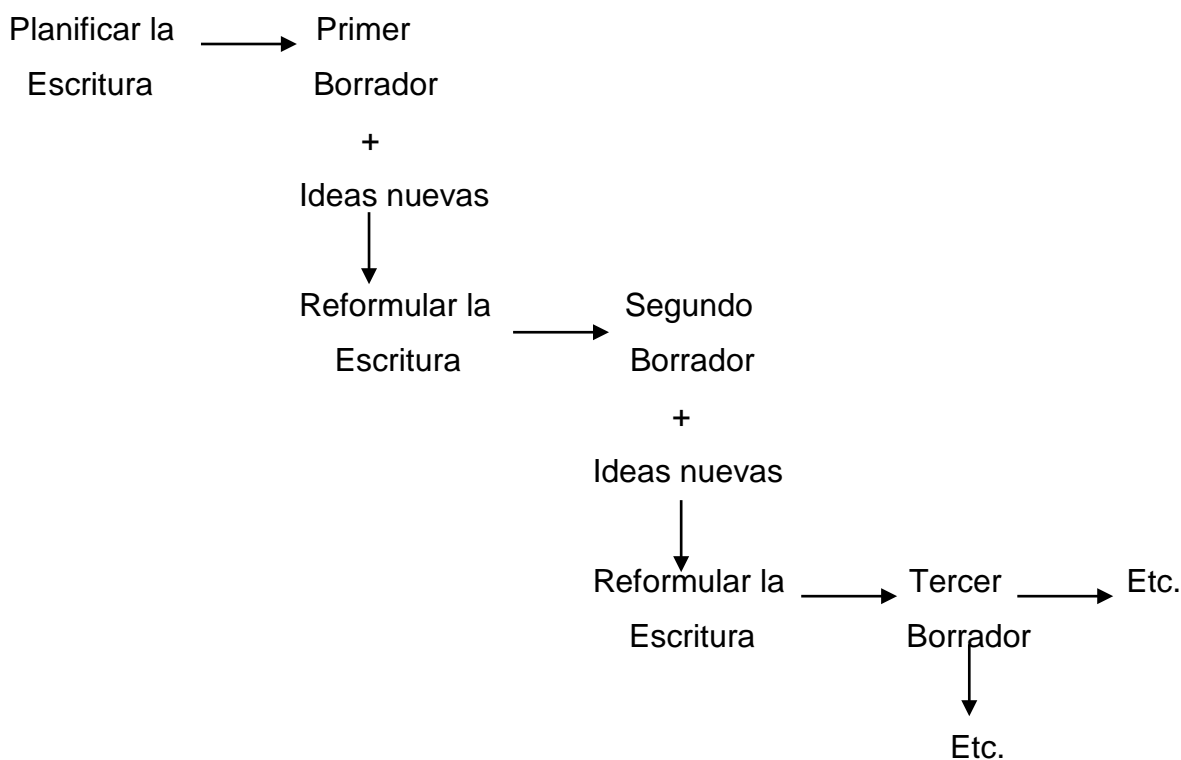 Planificar la Primer
Escritura Borrador
+
Ideas nuevas
Reformular la Segundo
Escritura Borrador
+
Ideas nuevas
Reformular la Tercer Etc.
Escritura Borrador
Etc.